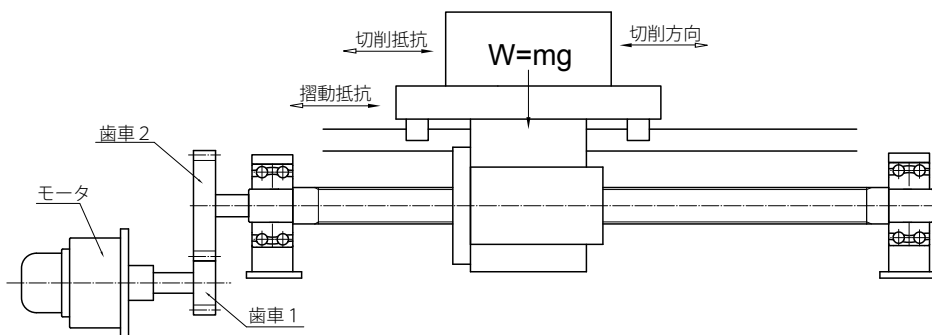 切削抵抗
W=mg
切削方向
摺動抵抗
歯車2
モータ
歯車1